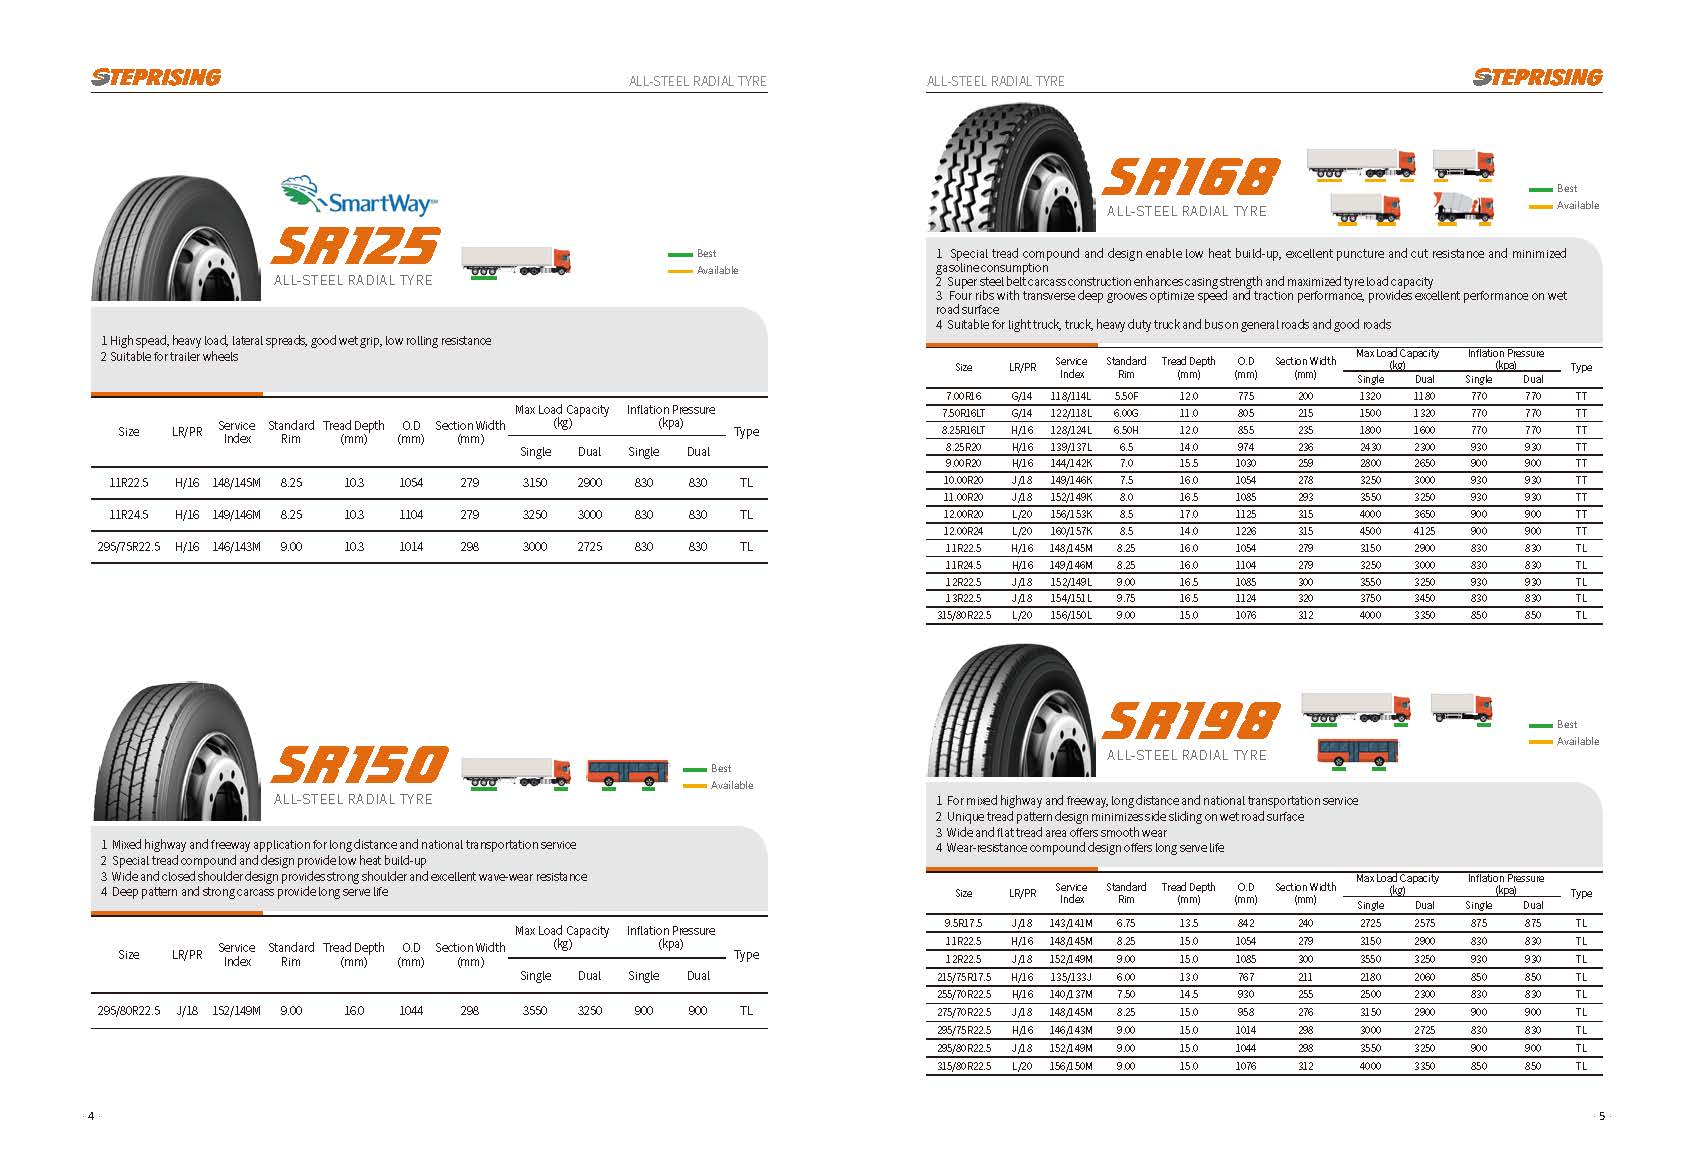 STEPRISING
ALL-STEEL RADIAL TYRE
SmartWay™
SR125
ALL-STEEL RADIAL TYRE
Best
Available
1 High spead, heavy load, lateral spreads, good wet grip, low rolling resistance
2 Suitable for trailer wheels
Size LR/PR Service Index Standard Rim Tread Depth (mm) O.D (mm) Section Width (mm) Max Load Capacity (kg) Single Dual Inflation Pressure (kpa) Single Dual Type
11R22.5 H/16 148/145M 8.25 10.3 1054 279 3150 2900 830 830 TL
11R24.5 H/16 149/146M 8.25 10.3 1104 279 3250 3000 830 830 TL
295/75R22.5 H/16 146/143M 9.00 10.3 1014 298 3000 2725 830 830 TL
SR150
ALL-STEEL RADIAL TYRE
Best
Available
1 Mixed highway and freeway application for long distance and national transportation service
2 Special tread compound and design provide low heat build-up
3 Wide and closed shoulder design provides strong shoulder and excellent wave-wear resistance
4 Deep pattern and strong carcass provide long serve life
Size LR/PR Service Index Standard Rim Tread Depth (mm) O.D (mm) Section Width (mm) Max Load Capacity (kg) Single Dual Inflation Pressure (kpa) Single Dual Type
295/80R22.5 J/18 152/149M 9.00 16.0 1044 298 3550 3250 900 900 TL
· 4 ·
ALL-STEEL RADIAL TYRE
STEPRISING
SR168
ALL-STEEL RADIAL TYRE
Best
Available
1 Special tread compound and design enable low heat build-up, excellent puncture and cut resistance and minimized
gasoline consumption
2 Super steel belt carcass construction enhances casing strength and maximized tyre load capacity
3 Four ribs with transverse deep grooves optimize speed and traction performance, provides excellent performance on wet
road surface
4 Suitable for light truck, truck, heavy duty truck and bus on general roads and good roads
Size LR/PR Service Index Standard Rim Tread Depth (mm) O.D (mm) Section Width (mm) Max Load Capacity (kg) Single Dual Inflation Pressure (kpa) Single Dual Type
7.00R16 G/14 118/114L 5.50F 12.0 775 200 1320 1180 770 770 TT
7.50R16LT G/14 122/118L 6.00G 11.0 805 215 1500 1320 770 770 TT
8.25R16LT H/16 128/124L 6.50H 12.0 855 235 1800 1600 770 770 TT
8.25R20 H/16 139/137L 6.5 14.0 974 236 2430 2300 930 930 TT
9.00R20 H/16 144/142K 7.0 15.5 1030 259 2800 2650 900 900 TT
10.00R20 J/18 149/146K 7.5 16.0 1054 278 3250 3000 930 930 TT
11.00R20 J/18 152/149K 8.0 16.5 1085 293 3550 3250 930 930 TT
12.00R20 L/20 156/153K 8.5 17.0 1125 315 4000 3650 900 900 TT
12.00R24 L/20 160/157K 8.5 14.0 1226 315 4500 4125 900 900 TT
11R22.5 H/16 148/145M 8.25 16.0 1054 279 3150 2900 830 830 TL
11R24.5 H/16 149/146M 8.25 16.0 1104 279 3250 3000 830 830 TL
12R22.5 J/18 152/149L 9.00 16.5 1085 300 3550 3250 930 930 TL
13R22.5 J/18 154/151L 9.75 16.5 1124 320 3750 3450 830 830 TL
315/80R22.5 L/20 156/150L 9.00 15.0 1076 312 4000 3350 850 850 TL
SR198
ALL-STEEL RADIAL TYRE
Best
Available
1 For mixed highway and freeway, long distance and national transportation service
2 Unique tread pattern design minimizes side sliding on wet road surface
3 Wide and flat tread area offers smooth wear
4 Wear-resistance compound design offers long serve life
Size LR/PR Service Index Standard Rim Tread Depth (mm) O.D (mm) Section Width (mm) Max Load Capacity (kg) Single Dual Inflation Pressure (kpa) Single Dual Type
9.5R17.5 J/18 143/141M 6.75 13.5 842 240 2725 2575 875 875 TL
11R22.5 H/16 148/145M 8.25 15.0 1054 279 3150 2900 830 830 TL
12R22.5 J/18 152/149M 9.00 15.0 1085 300 3550 3250 930 930 TL
215/75R17.5 H/16 135/133J 6.00 13.0 767 211 2180 2060 850 850 TL
255/70R22.5 H/16 140/137M 7.50 14.5 930 255 2500 2300 830 830 TL
275/70R22.5 J/18 148/145M 8.25 15.0 958 276 3150 2900 900 900 TL
295/75R22.5 H/16 146/143M 9.00 15.0 1014 298 3000 2725 830 830 TL
295/80R22.5 J/18 152/149M 9.00 15.0 1044 298 3550 3250 900 900 TL
315/80R22.5 L/20 156/150M 9.00 15.0 1076 312 4000 3350 850 850 TL
· 5 ·